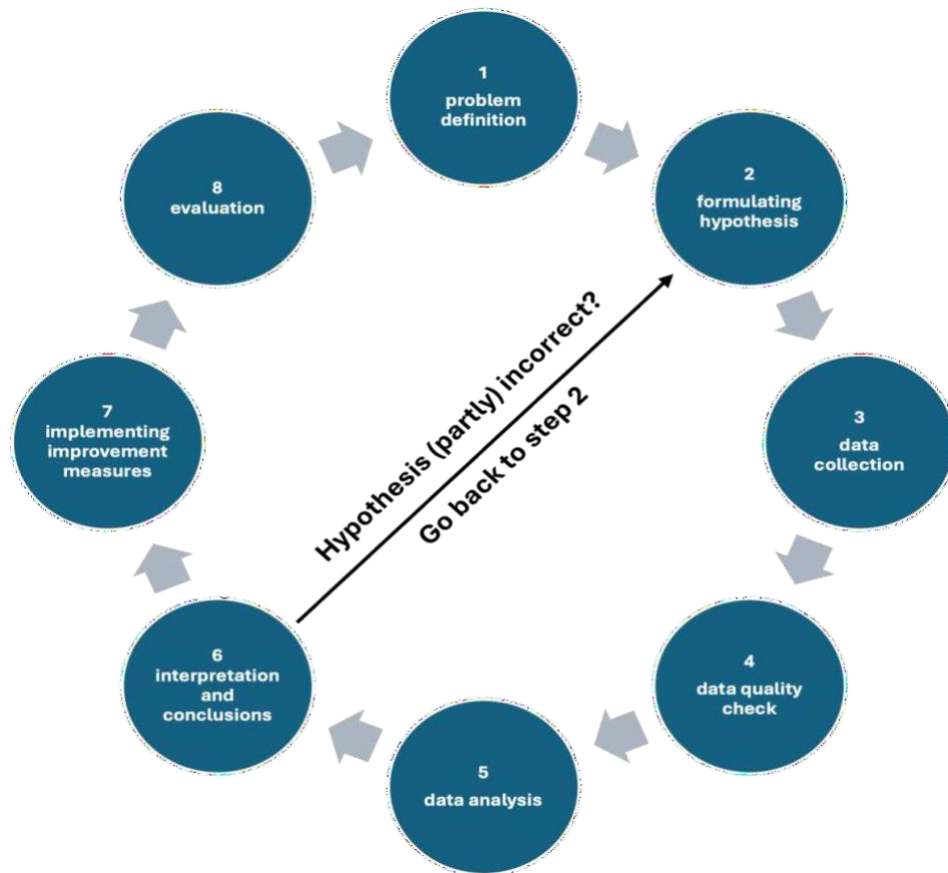 1
problem
definition
2
formulating
hypothesis
3
data
collection
4
data quality
check
5
data analysis
6
interpretation
and
conclusions
7
implementing
improvement
measures
8
evaluation
Hypothesis (partly) incorrect?
Go back to step 2